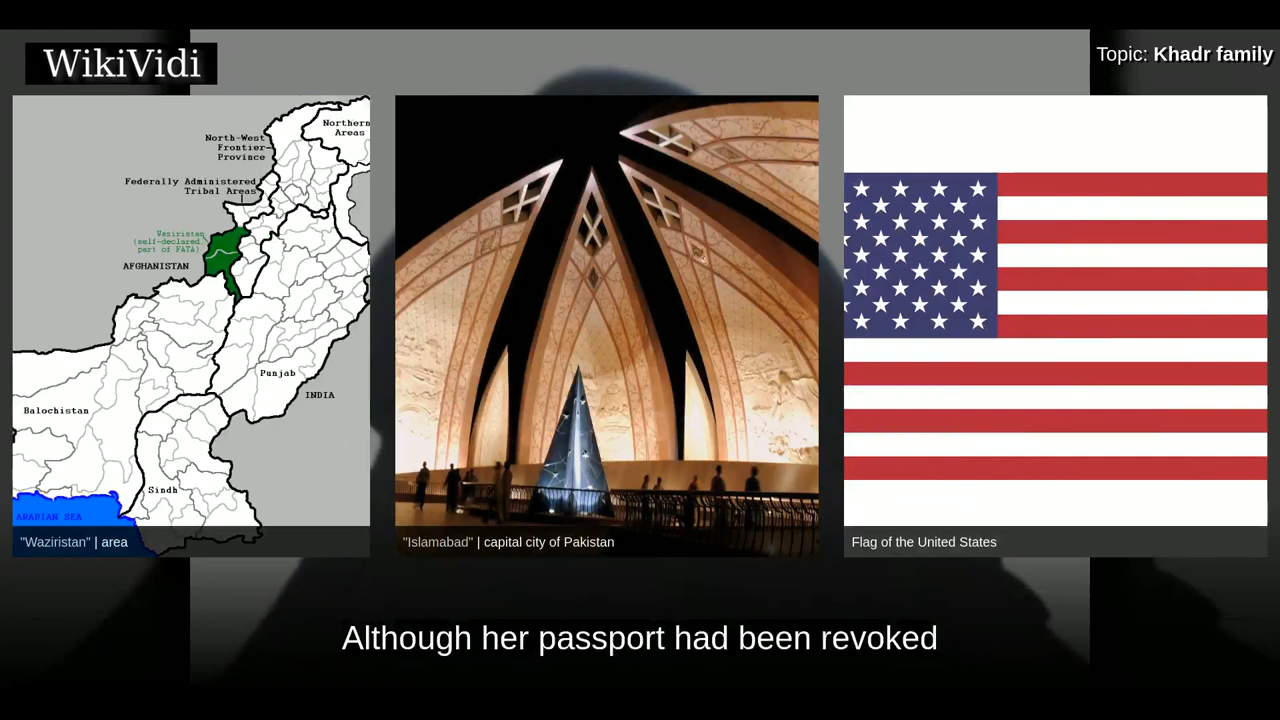 WikiVidi
Topic: Khadr family
Northern
Areas
North-West
Frontier
Province
Federally Administered
Tribal Areas
Waziristan
(self-declared,
part of FATA)
AFGHANISTAN
Punjab
INDIA
Balochistan
Sindh
ARABIAN SEA
"Waziristan" | area
"Islamabad" | capital city of Pakistan
Flag of the United States
Although her passport had been revoked